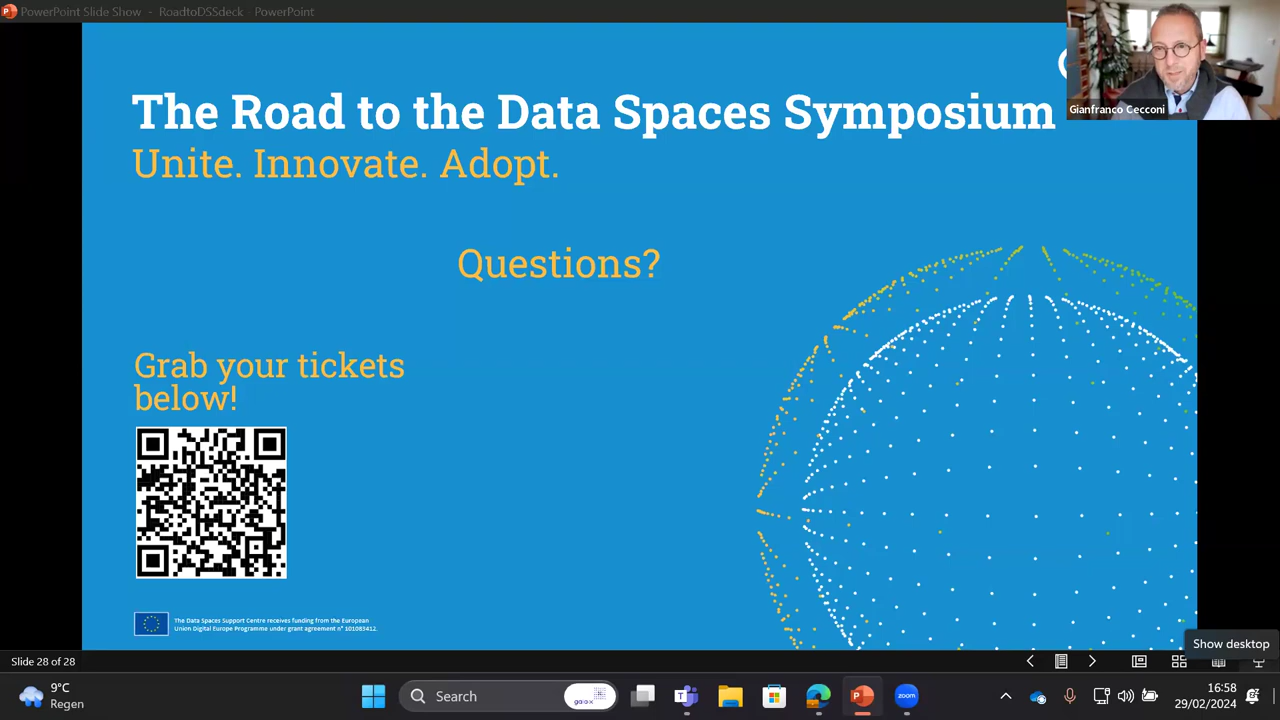 PowerPoint Slide Show - RoadtoDSSdeck - PowerPoint
Gianfranco Cecconi
The Road to the Data Spaces Symposium
Unite. Innovate. Adopt.
Questions?
Grab your tickets
below!
The Data Spaces Support Centre receives funding from the European
Union Digital Europe Programme under grant agreement n° 101083412.
Show desktop
Slide 28 of 28
9°C
Regen
Search
gaia-x
zoom
16:58
29/02/2024